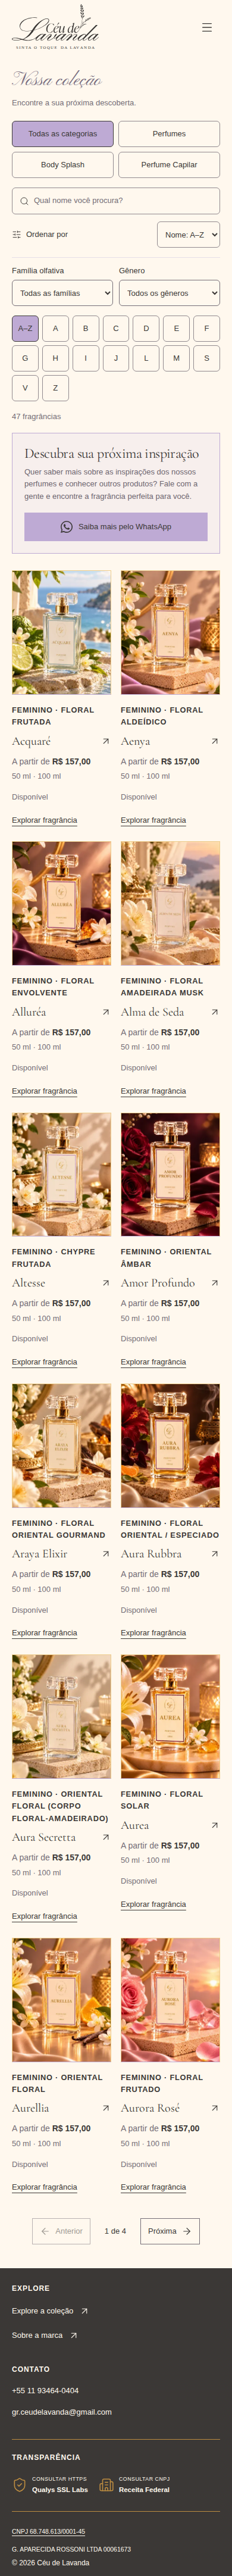 Céu de
Lavanda
SINTA O TOQUE DA LAVANDA
Nossa coleção
Encontre a sua próxima descoberta.
Todas as categorias
Perfumes
Body Splash
Perfume Capilar
Qual nome você procura?
Ordenar por
Nome: A–Z
Família olfativa
Gênero
Todas as famílias
Todos os gêneros
A–Z A B C D E F
G H I J L M S
V Z
47 fragrâncias
Descubra sua próxima inspiração
Quer saber mais sobre as inspirações dos nossos
perfumes e conhecer outros produtos? Fale com a
gente e encontre a fragrância perfeita para você.
Saiba mais pelo WhatsApp
FEMININO · FLORAL
FRUTADA
Acquaré
A partir de R$ 157,00
50 ml · 100 ml
Disponível
Explorar fragrância
AENYA
FEMININO · FLORAL
ALDEÍDICO
Aenya
A partir de R$ 157,00
50 ml · 100 ml
Disponível
Explorar fragrância
ALLURÉA
FEMININO · FLORAL
ENVOLVENTE
Alluréa
A partir de R$ 157,00
50 ml · 100 ml
Disponível
Explorar fragrância
FEMININO · FLORAL
AMADEIRADA MUSK
Alma de Seda
A partir de R$ 157,00
50 ml · 100 ml
Disponível
Explorar fragrância
ALTESSE
FEMININO · CHYPRE
FRUTADA
Altesse
A partir de R$ 157,00
50 ml · 100 ml
Disponível
Explorar fragrância
AMOR
PROFUNDO
FEMININO · ORIENTAL
ÂMBAR
Amor Profundo
A partir de R$ 157,00
50 ml · 100 ml
Disponível
Explorar fragrância
ARAYA
ELIXIR
FEMININO · FLORAL
ORIENTAL GOURMAND
Araya Elixir
A partir de R$ 157,00
50 ml · 100 ml
Disponível
Explorar fragrância
AURA
RUBBRA
FEMININO · FLORAL
ORIENTAL / ESPECIADO
Aura Rubbra
A partir de R$ 157,00
50 ml · 100 ml
Disponível
Explorar fragrância
AURA
SECRETTA
FEMININO · ORIENTAL
FLORAL (CORPO
FLORAL-AMADEIRADO)
Aura Secretta
A partir de R$ 157,00
50 ml · 100 ml
Disponível
Explorar fragrância
AUREA
FEMININO · FLORAL
SOLAR
Aurea
A partir de R$ 157,00
50 ml · 100 ml
Disponível
Explorar fragrância
AURELLIA
FEMININO · ORIENTAL
FLORAL
Aurellia
A partir de R$ 157,00
50 ml · 100 ml
Disponível
Explorar fragrância
AURORA
ROSÉ
FEMININO · FLORAL
FRUTADO
Aurora Rosé
A partir de R$ 157,00
50 ml · 100 ml
Disponível
Explorar fragrância
Anterior
1 de 4
Próxima
EXPLORE
Explore a coleção
Sobre a marca
CONTATO
+55 11 93464-0404
gr.ceudelavanda@gmail.com
TRANSPARÊNCIA
CONSULTAR HTTPS
Qualys SSL Labs
CONSULTAR CNPJ
Receita Federal
CNPJ 68.748.613/0001-45
G. APARECIDA ROSSONI LTDA 00061673
© 2026 Céu de Lavanda